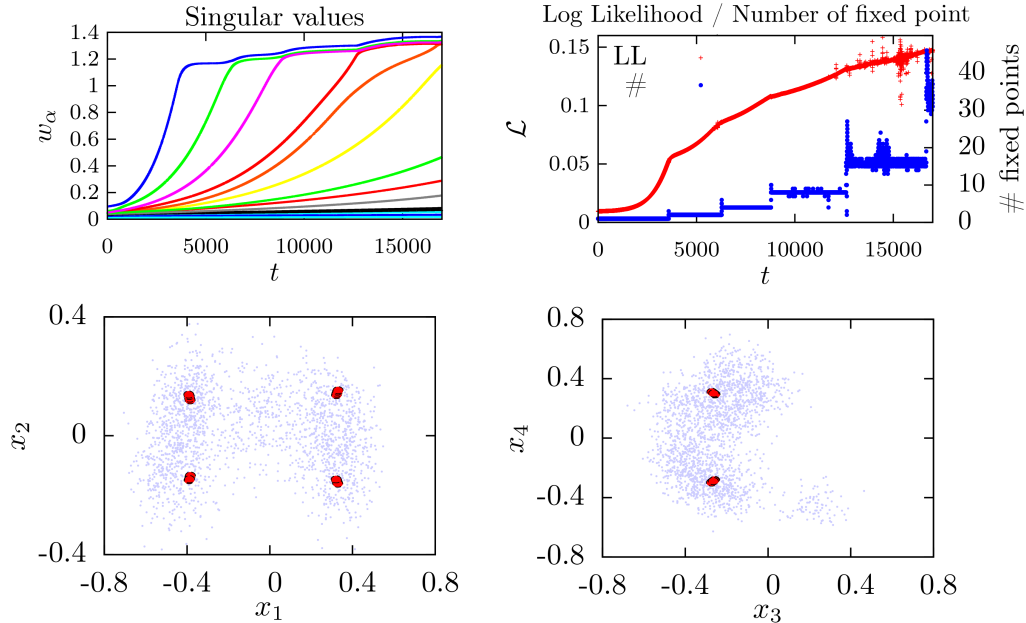 Singular values
1.4
1.2
1
0.8
0.6
0.4
0.2
0
w_α
0 5000 10000 15000
t
Log Likelihood / Number of fixed point
LL
#
0.15
0.1
0.05
0
ℒ
40
30
20
10
0
# fixed points
0 5000 10000 15000
t
0.4
0
-0.4
x_2
-0.8 -0.4 0 0.4 0.8
x_1
0.8
0.4
0
-0.4
-0.8
x_4
-0.8 -0.4 0 0.4 0.8
x_3